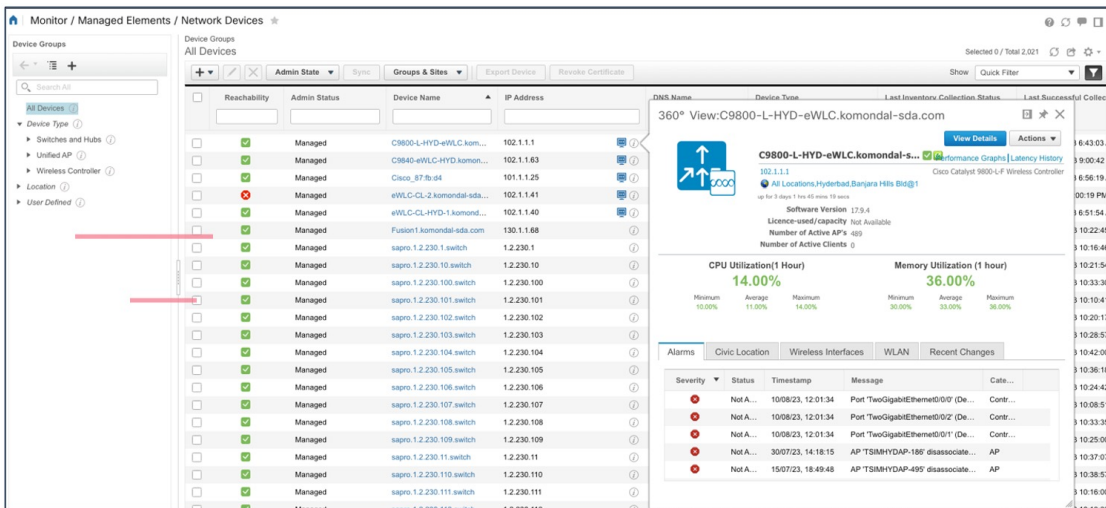 Monitor / Managed Elements / Network Devices
Device Groups
Search All
All Devices
Device Type
Switches and Hubs
Unified AP
Wireless Controller
Location
User Defined
Device Groups
All Devices
Selected 0 / Total 2,021
Admin State Sync Groups & Sites Export Device Revoke Certificate
Show Quick Filter
Reachability Admin Status Device Name IP Address DNS Name Device Type Last Inventory Collection Status
Managed C9800-L-HYD-eWLC.kom... 102.1.1.1
Managed C9840-eWLC-HYD.komon... 102.1.1.63
Managed Cisco_87:fb:d4 101.1.1.25
Managed eWLC-CL-2.komondal-sda... 102.1.1.41
Managed eWLC-CL-HYD-1.komond... 102.1.1.40
Managed Fusion1.komondal-sda.com 130.1.1.68
Managed sapro.1.2.230.1.switch 1.2.230.1
Managed sapro.1.2.230.10.switch 1.2.230.10
Managed sapro.1.2.230.100.switch 1.2.230.100
Managed sapro.1.2.230.101.switch 1.2.230.101
Managed sapro.1.2.230.102.switch 1.2.230.102
Managed sapro.1.2.230.103.switch 1.2.230.103
Managed sapro.1.2.230.104.switch 1.2.230.104
Managed sapro.1.2.230.105.switch 1.2.230.105
Managed sapro.1.2.230.106.switch 1.2.230.106
Managed sapro.1.2.230.107.switch 1.2.230.107
Managed sapro.1.2.230.108.switch 1.2.230.108
Managed sapro.1.2.230.109.switch 1.2.230.109
Managed sapro.1.2.230.11.switch 1.2.230.11
Managed sapro.1.2.230.110.switch 1.2.230.110
Managed sapro.1.2.230.111.switch 1.2.230.111
360° View:C9800-L-HYD-eWLC.komondal-sda.com
View Details Actions
C9800-L-HYD-eWLC.komondal-s...
Performance Graphs | Latency History
102.1.1.1 Cisco Catalyst 9800-L-F Wireless Controller
All Locations,Hyderbad,Banjara Hills Bld@1
up for 3 days 1 hrs 45 mins 19 secs
Software Version 17.9.4
Licence-used/capacity Not Available
Number of Active AP's 489
Number of Active Clients 0
CPU Utilization(1 Hour) Memory Utilization (1 hour)
14.00% 36.00%
Minimum Average Maximum Minimum Average Maximum
10.00% 11.00% 14.00% 30.00% 33.00% 36.00%
Alarms Civic Location Wireless Interfaces WLAN Recent Changes
Severity Status Timestamp Message Cate...
Not A... 10/08/23, 12:01:34 Port 'TwoGigabitEthernet0/0/0' (De... Contr...
Not A... 10/08/23, 12:01:34 Port 'TwoGigabitEthernet0/0/2' (De... Contr...
Not A... 10/08/23, 12:01:34 Port 'TwoGigabitEthernet0/0/1' (De... Contr...
Not A... 30/07/23, 14:18:15 AP 'TSIMHYDAP-186' disassociate... AP
Not A... 15/07/23, 18:49:48 AP 'TSIMHYDAP-495' disassociate... AP